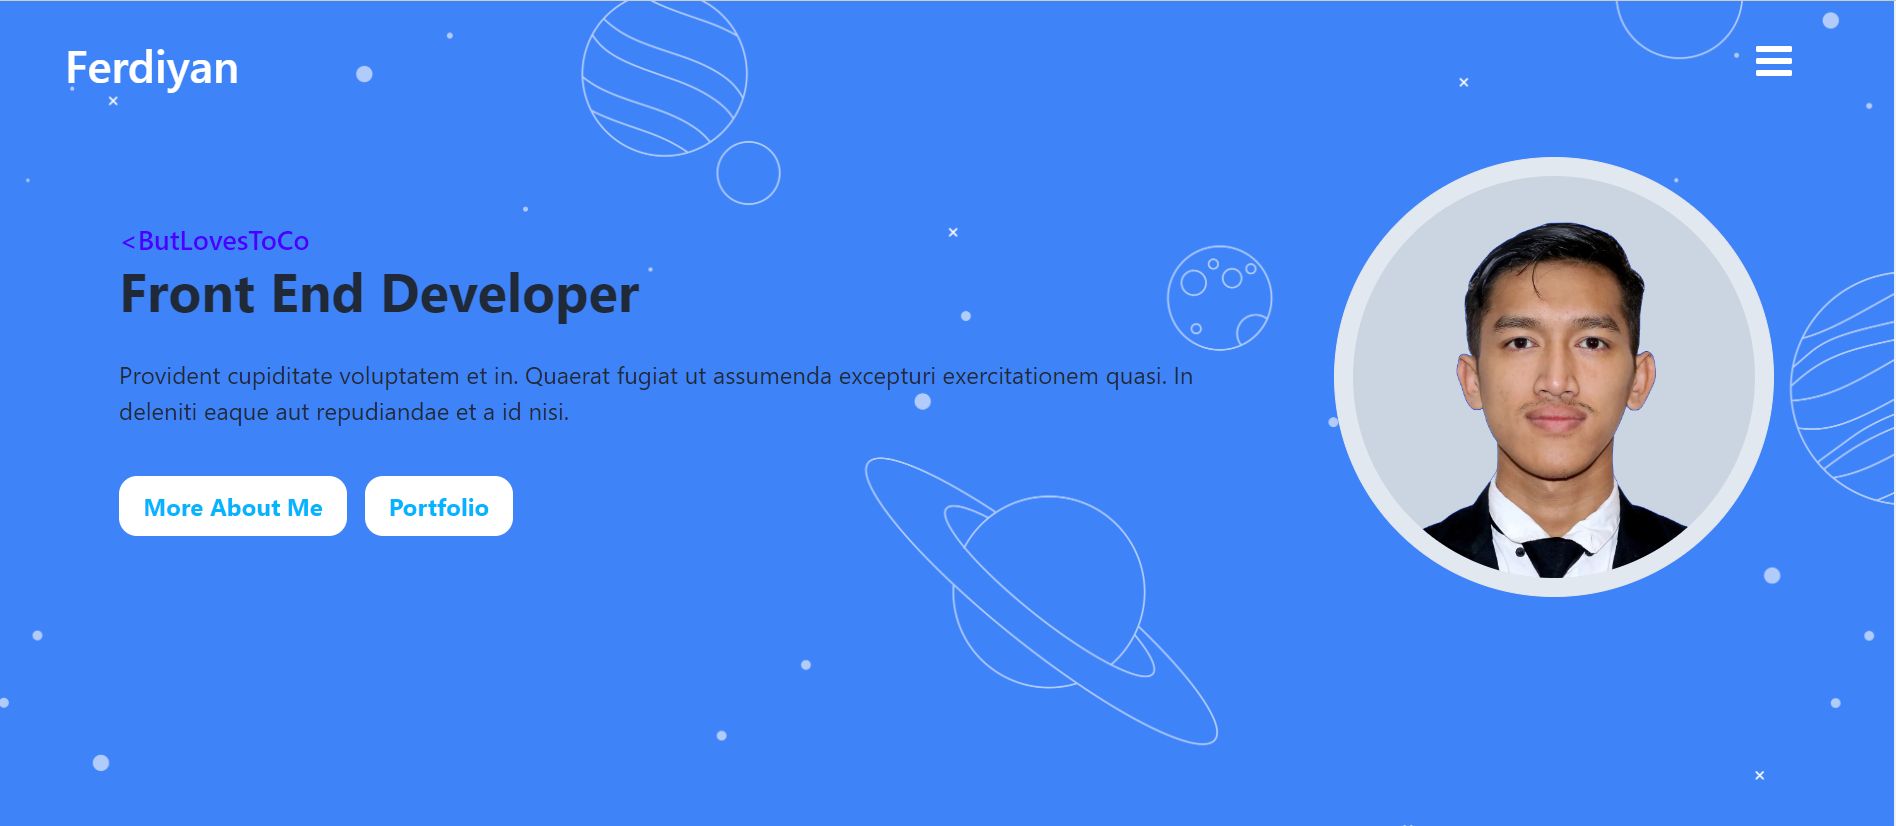 Ferdiyan
<ButLovesToCo
Front End Developer
Provident cupiditate voluptatem et in. Quaerat fugiat ut assumenda excepturi exercitationem quasi. In
deleniti eaque aut repudiandae et a id nisi.
More About Me
Portfolio